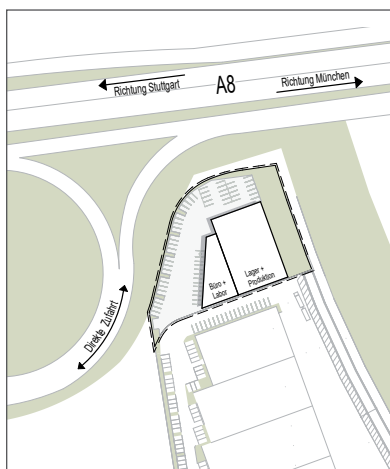 Richtung Stuttgart
A8
Richtung München
Büro +
Labor
Lager +
Produktion
Direkte Zufahrt